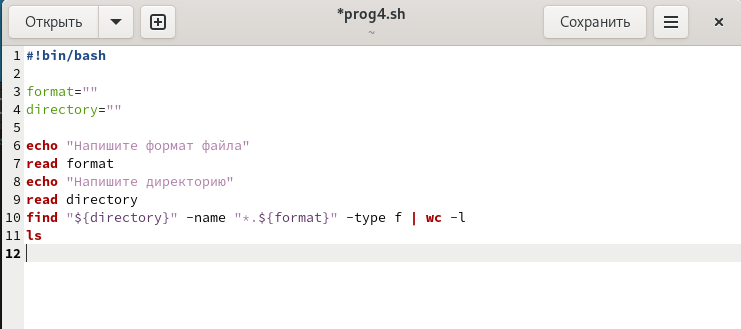 Открыть
*prog4.sh
~
Сохранить
1 #!bin/bash
2
3 format=""
4 directory=""
5
6 echo "Напишите формат файла"
7 read format
8 echo "Напишите директорию"
9 read directory
10 find "${directory}" -name "*.${format}" -type f | wc -l
11 ls
12